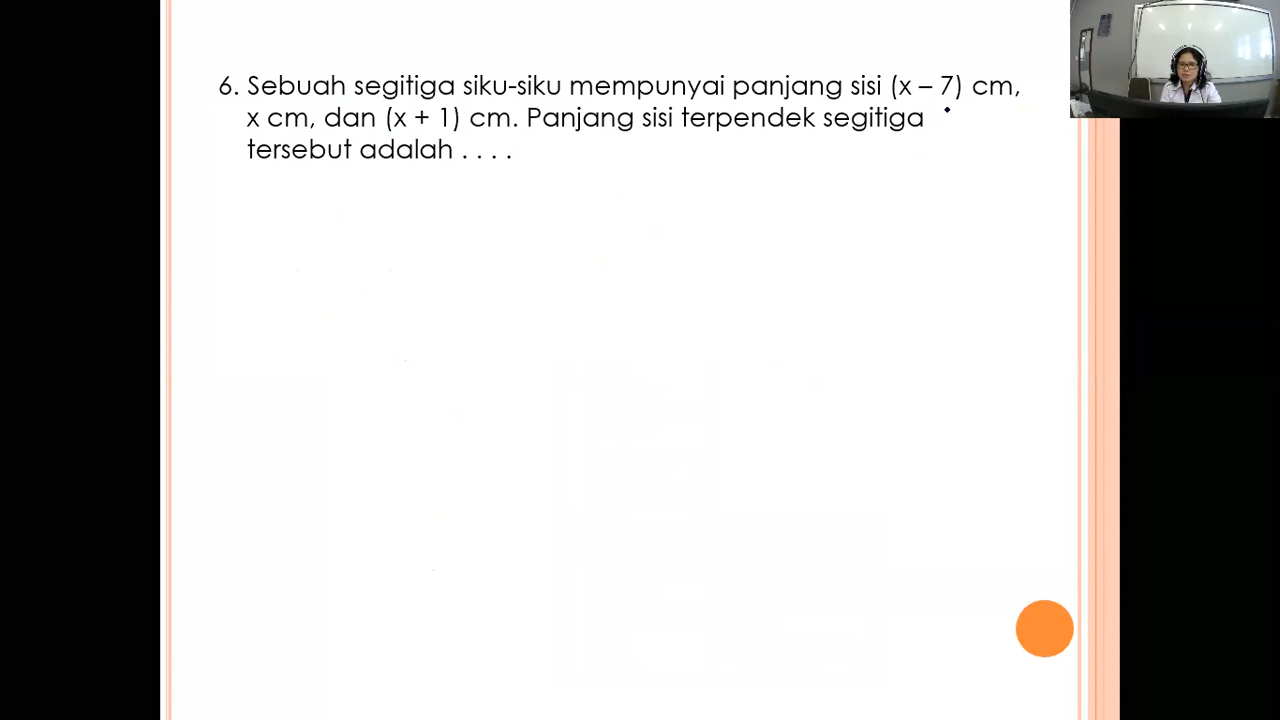 6. Sebuah segitiga siku-siku mempunyai panjang sisi (x – 7) cm,
x cm, dan (x + 1) cm. Panjang sisi terpendek segitiga
tersebut adalah . . . .